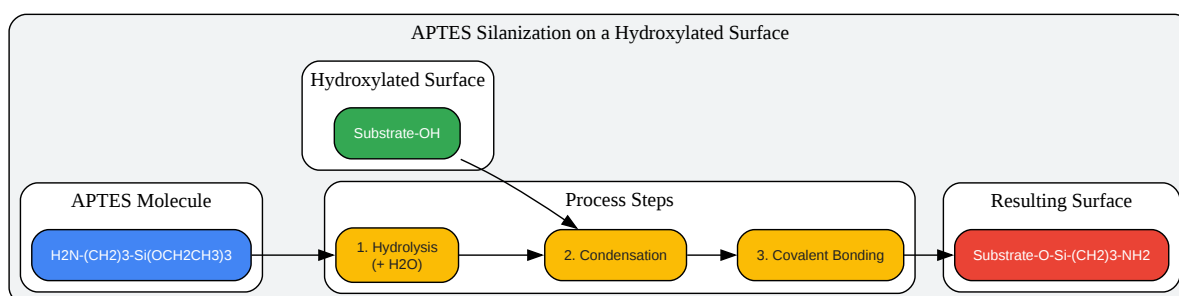 APTES Silanization on a Hydroxylated Surface
Hydroxylated Surface
Substrate-OH
APTES Molecule
H2N-(CH2)3-Si(OCH2CH3)3
Process Steps
1. Hydrolysis
(+ H2O)
2. Condensation
3. Covalent Bonding
Resulting Surface
Substrate-O-Si-(CH2)3-NH2